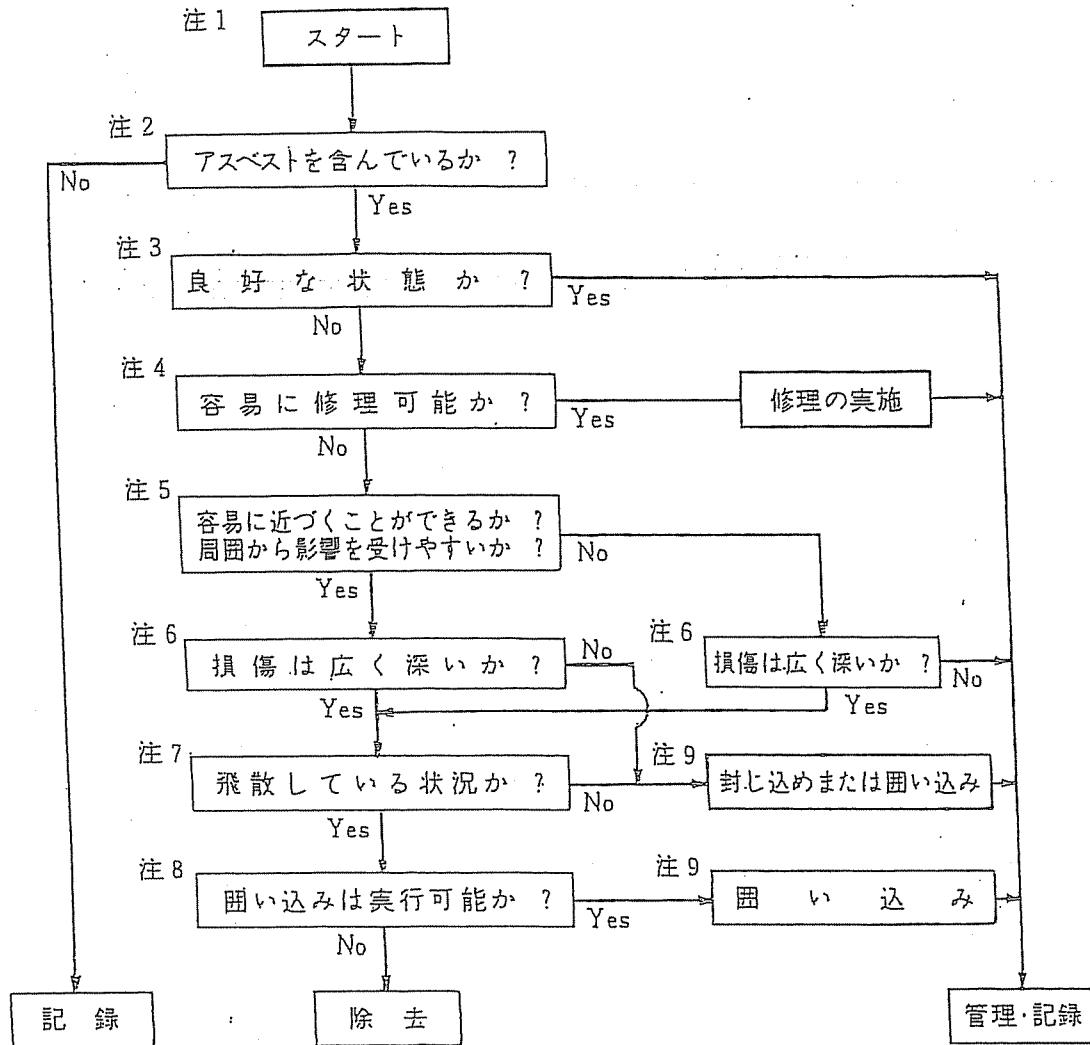 注1
スタート
注2
アスベストを含んでいるか ?
No
Yes
注3
良好な状態か ?
Yes
No
注4
容易に修理可能か ?
Yes
修理の実施
No
注5
容易に近づくことができるか ?
周囲から影響を受けやすいか ?
No
Yes
注6
損傷は広く深いか ?
No
Yes
注6
損傷は広く深いか ?
No
Yes
注7
飛散している状況か ?
No
Yes
注9
封じ込めまたは囲い込み
注8
囲い込みは実行可能か ?
Yes
No
注9
囲い込み
記録
除去
管理・記録